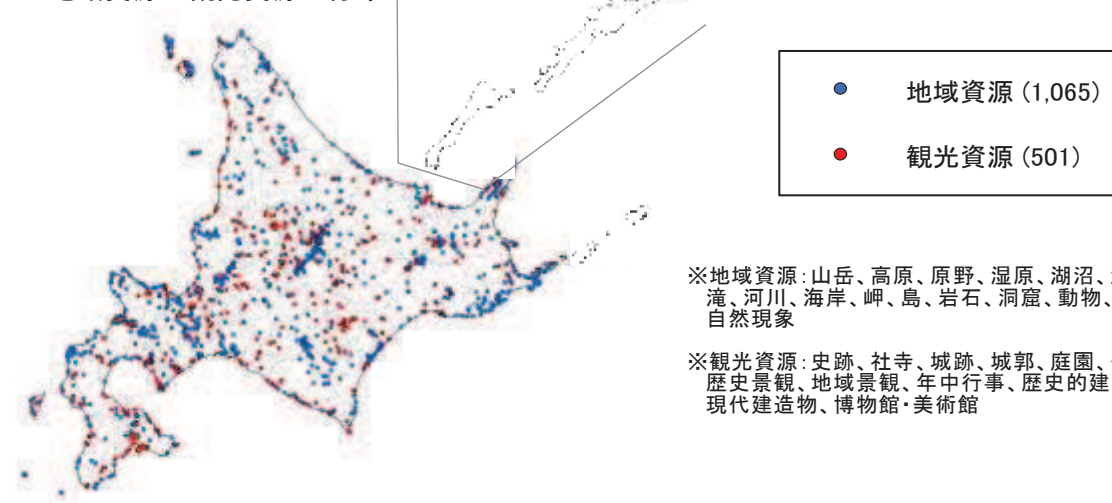 地域資源 (1,065)
観光資源 (501)
※地域資源:山岳、高原、原野、湿原、湖沼、
滝、河川、海岸、岬、島、岩石、洞窟、動物、
自然現象
※観光資源:史跡、社寺、城跡、城郭、庭園、
歴史景観、地域景観、年中行事、歴史的建
現代建造物、博物館・美術館